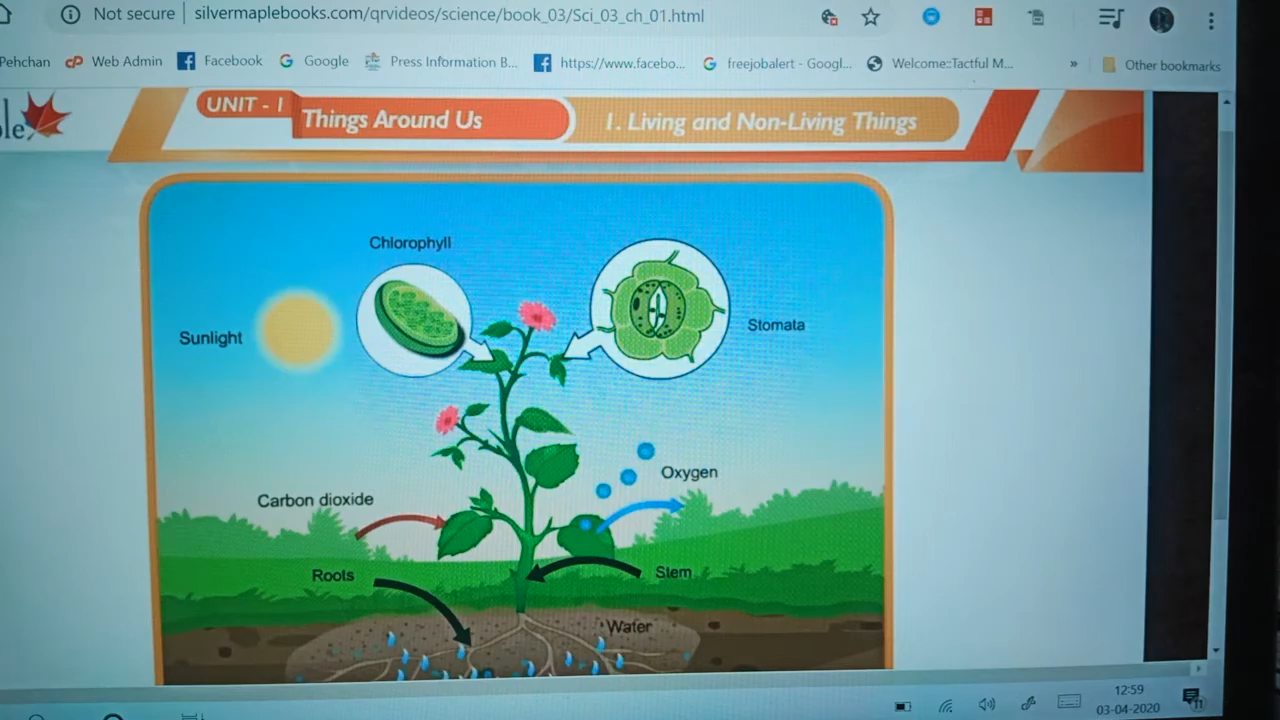 Not secure | silvermaplebooks.com/qrvideos/science/book_03/Sci_03_ch_01.html
Pehchan Web Admin Facebook Google Press Information B... https://www.facebo... freejobalert - Googl... Welcome::Tactful M... » Other bookmarks
UNIT - I Things Around Us 1. Living and Non-Living Things
Chlorophyll
Sunlight
Stomata
Carbon dioxide
Oxygen
Roots
Stem
Water
12:59
03-04-2020
11